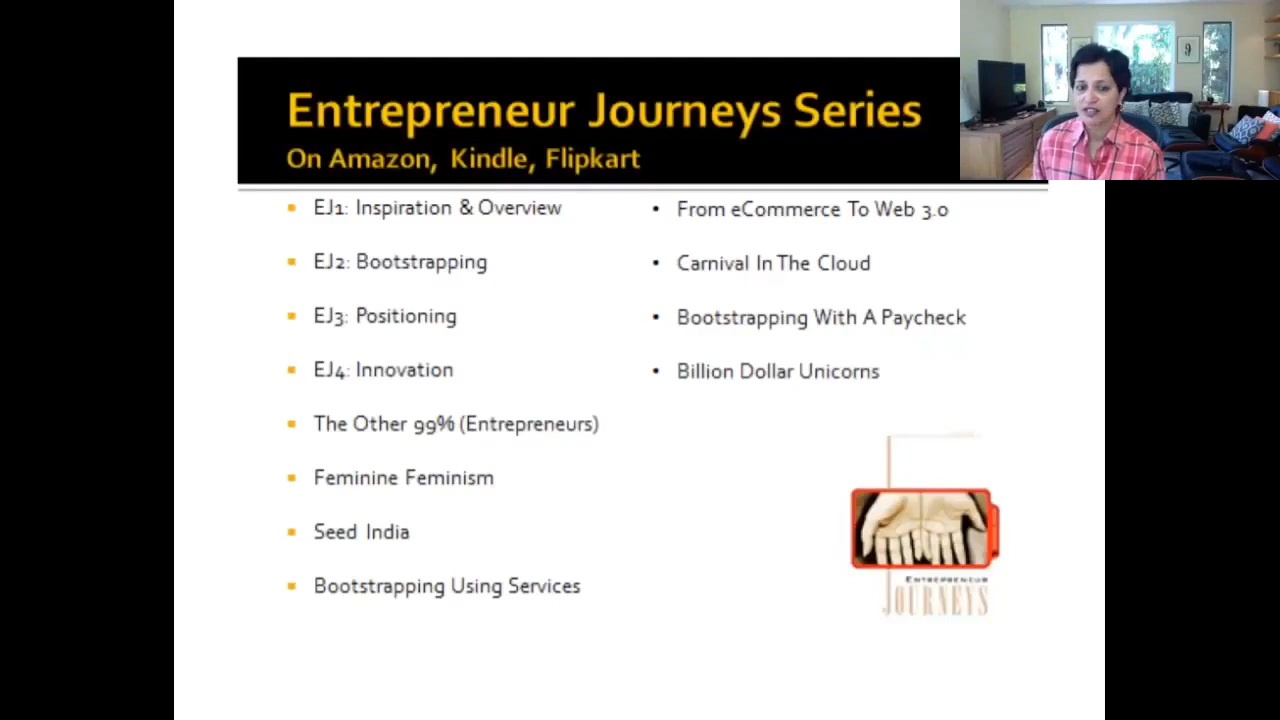 Entrepreneur Journeys Series
On Amazon, Kindle, Flipkart
EJ1: Inspiration & Overview
EJ2: Bootstrapping
EJ3: Positioning
EJ4: Innovation
The Other 99% (Entrepreneurs)
Feminine Feminism
Seed India
Bootstrapping Using Services
From eCommerce To Web 3.0
Carnival In The Cloud
Bootstrapping With A Paycheck
Billion Dollar Unicorns
ENTREPRENEUR
JOURNEYS